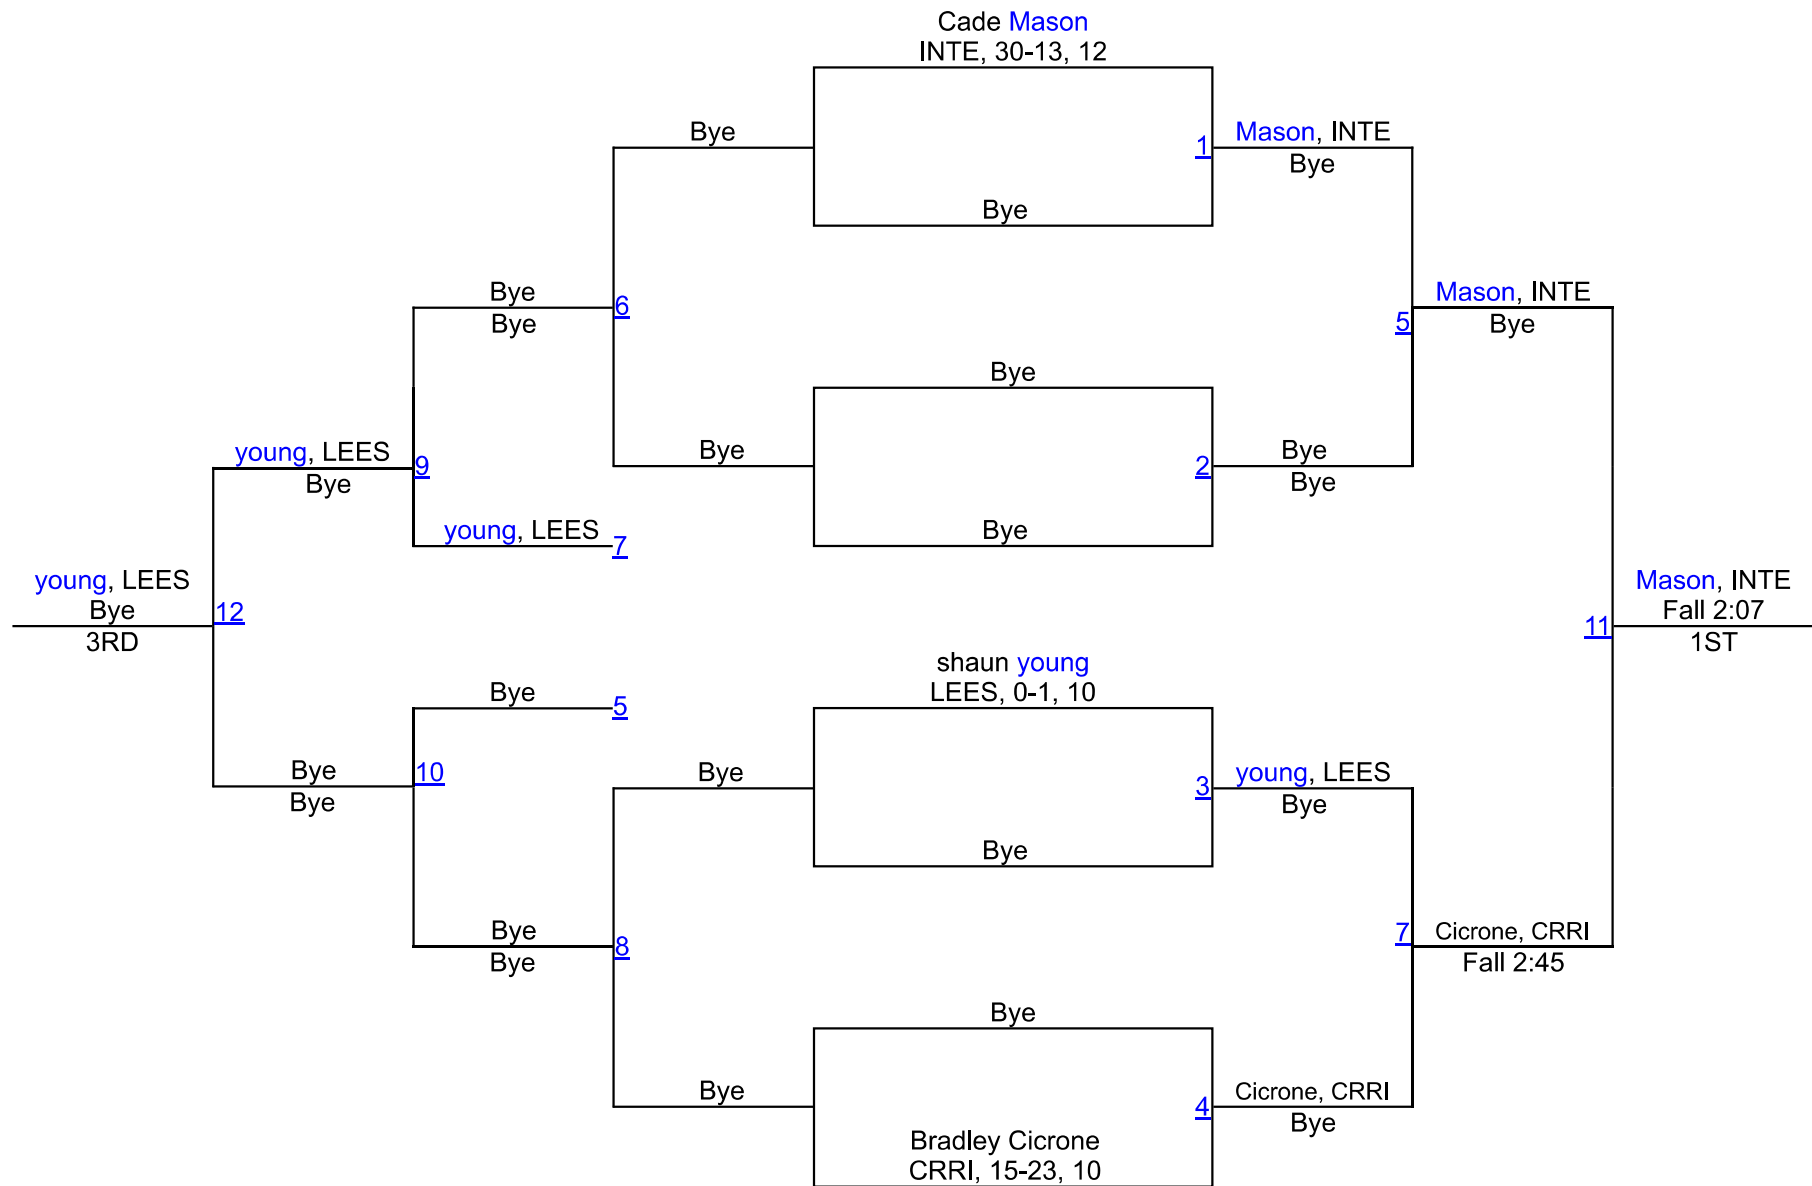 Cade Mason
INTE, 30-13, 12
Bye
1
Mason, INTE
Bye
Bye
Bye
Bye
6
Mason, INTE
5
Bye
Bye
young, LEES
9
Bye
Bye
2
Bye
Bye
young, LEES
7
Bye
young, LEES
Bye
12
3RD
Mason, INTE
Fall 2:07
11
1ST
shaun young
LEES, 0-1, 10
Bye
5
Bye
10
Bye
Bye
3
young, LEES
Bye
Bye
Bye
8
Bye
7
Cicrone, CRRI
Fall 2:45
Bye
Bye
4
Cicrone, CRRI
Bye
Bradley Cicrone
CRRI, 15-23, 10